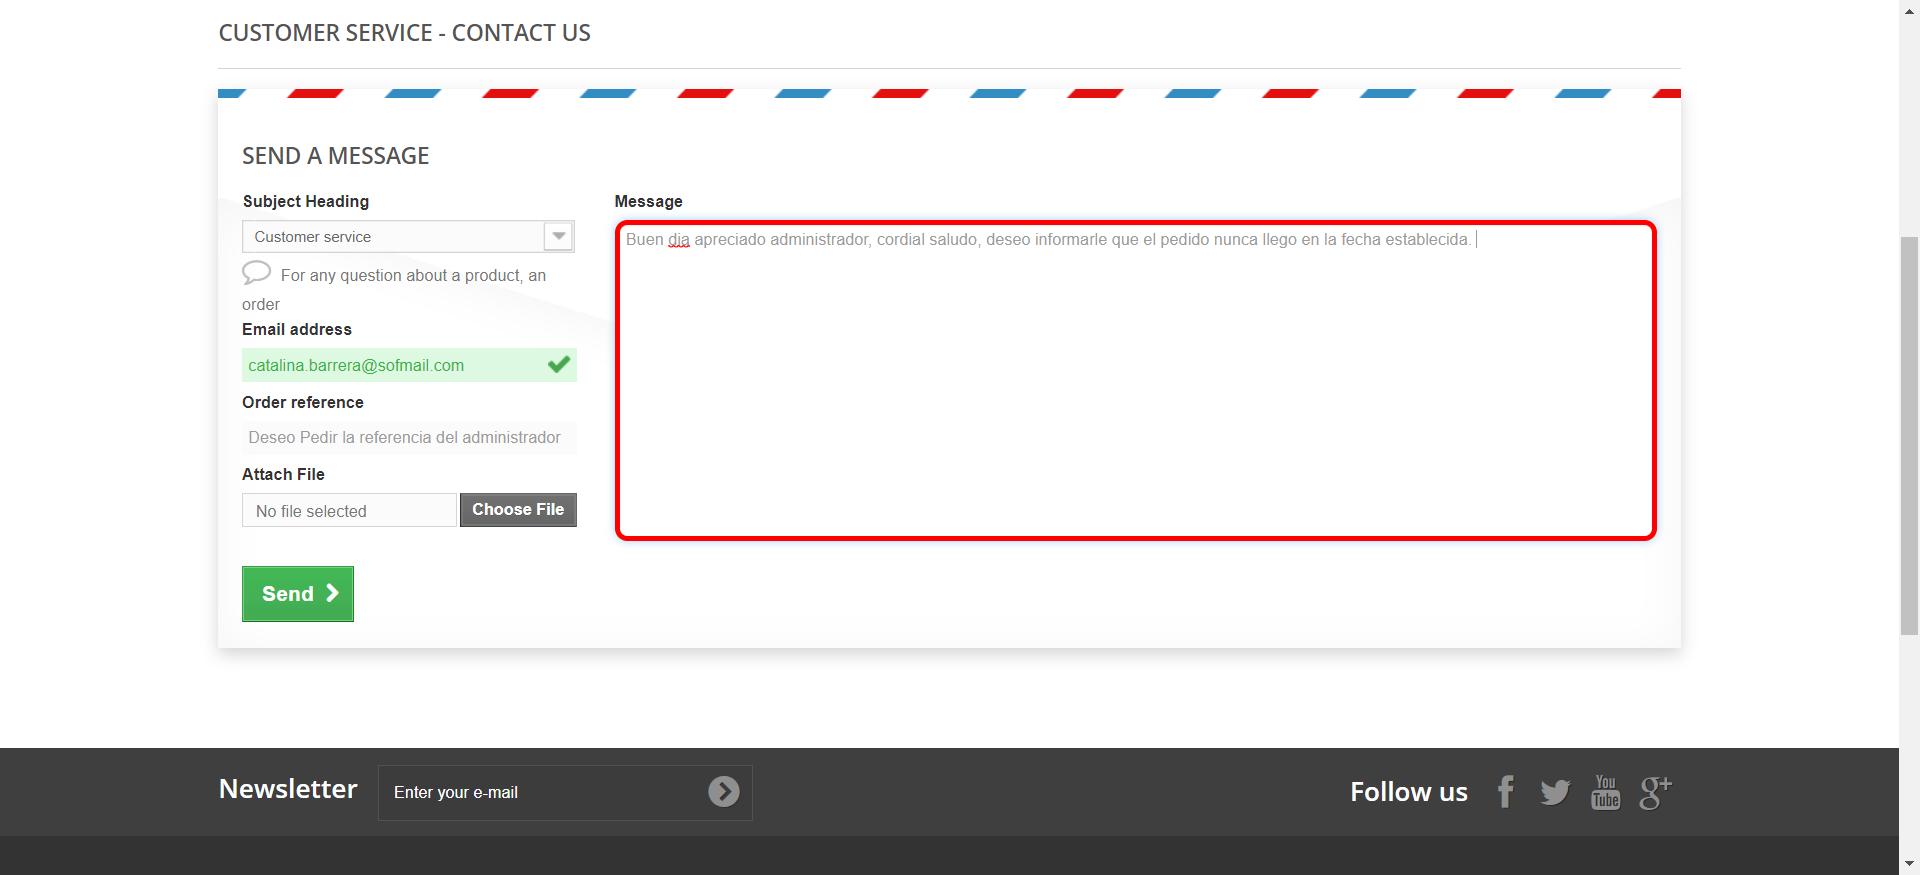 CUSTOMER SERVICE - CONTACT US
SEND A MESSAGE
Subject Heading
Customer service
For any question about a product, an
order
Email address
catalina.barrera@sofmail.com
Order reference
Deseo Pedir la referencia del administrador
Attach File
No file selected
Choose File
Send
Message
Buen dia apreciado administrador, cordial saludo, deseo informarle que el pedido nunca llego en la fecha establecida.
Newsletter
Enter your e-mail
Follow us
You
Tube
g+